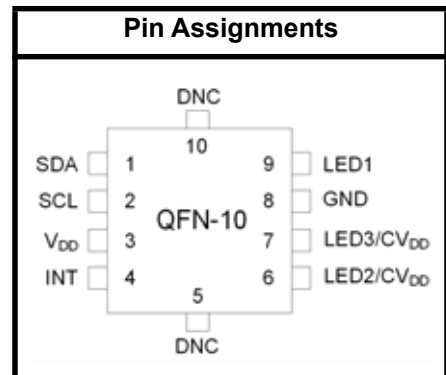 Pin Assignments
DNC
10
SDA 1 9 LED1
SCL 2 8 GND
QFN-10
VDD 3 7 LED3/CVDD
INT 4 6 LED2/CVDD
5
DNC